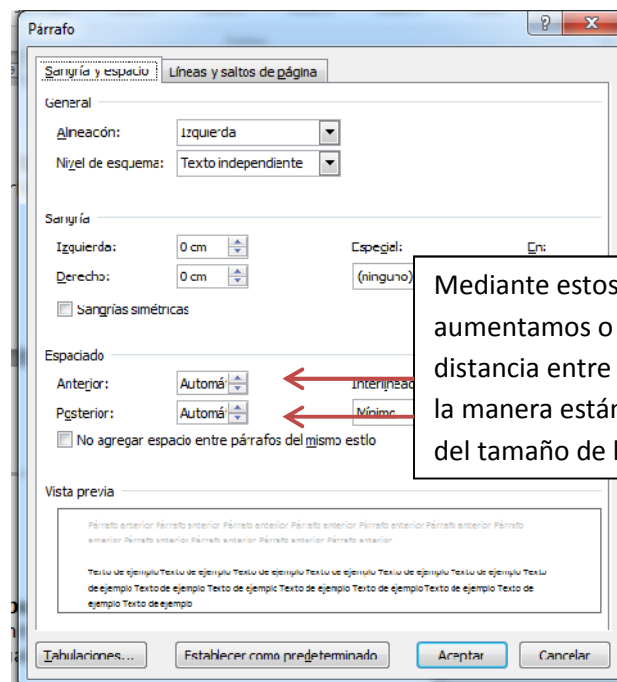 Párrafo
Sangría y espacio
Líneas y saltos de página
General
Alineación:
Izquierda
Nivel de esquema:
Texto independiente
Sangría
Izquierda:
0 cm
Especial:
En:
Derecho:
0 cm
(ninguno)
Sangrías simétricas
Mediante estos
aumentamos o
distancia entre
la manera están
del tamaño de l
Espaciado
Anterior:
Automá
Interlinead
Posterior:
Automá
Mínimo
No agregar espacio entre párrafos del mismo estilo
Vista previa
Párrafo anterior Párrafo anterior Párrafo anterior Párrafo anterior Párrafo anterior Párrafo anterior Párrafo
anterior Párrafo anterior Párrafo anterior Párrafo anterior Párrafo anterior
Texto de ejemplo Texto de ejemplo Texto de ejemplo Texto de ejemplo Texto de ejemplo Texto de ejemplo Texto
de ejemplo Texto de ejemplo Texto de ejemplo Texto de ejemplo Texto de ejemplo Texto de ejemplo Texto de
ejemplo Texto de ejemplo
Tabulaciones...
Establecer como predeterminado
Aceptar
Cancelar